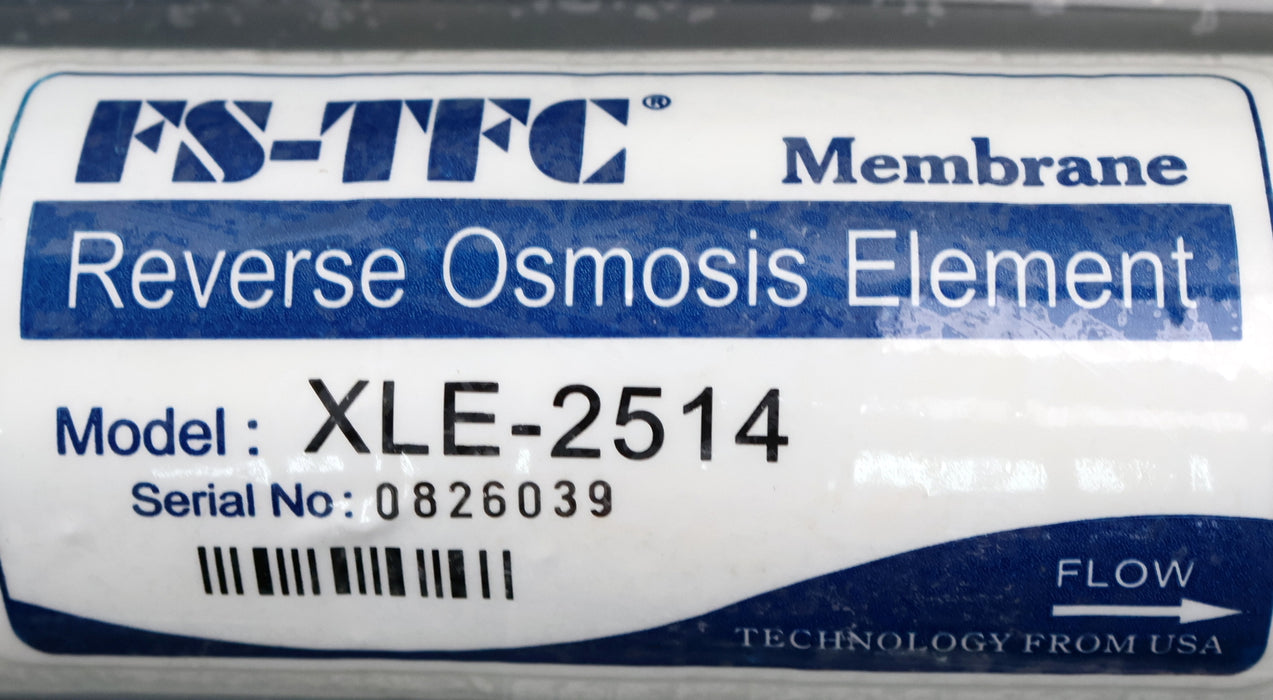 FS-TFC® Membrane
Reverse Osmosis Element
Model : XLE-2514
Serial No: 0826039
FLOW
TECHNOLOGY FROM USA